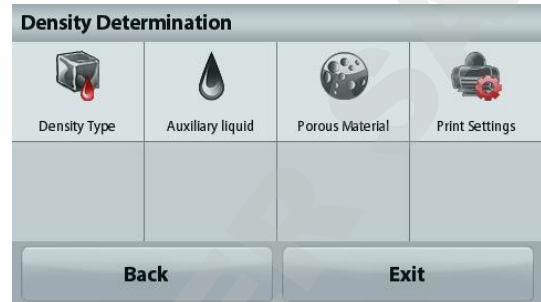 Density Determination
Density Type Auxiliary liquid Porous Material Print Settings
Back Exit